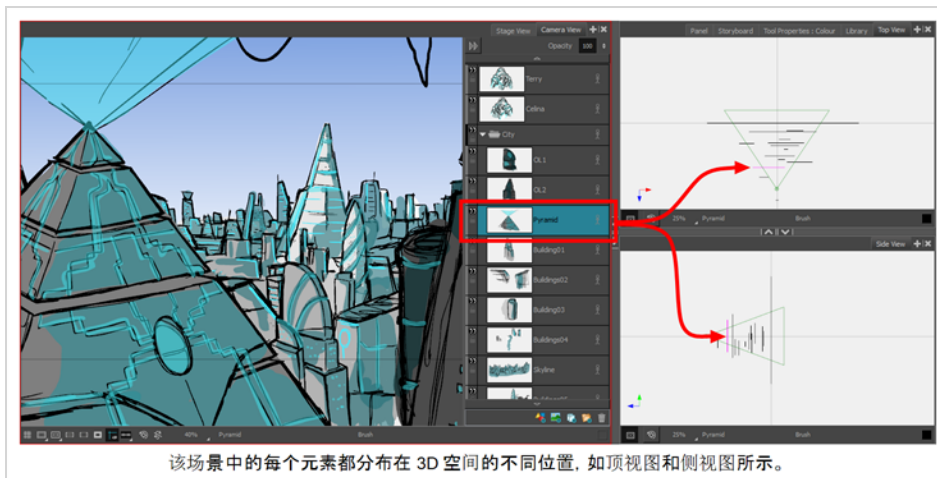 Stage View Camera View
Panel Storyboard Tool Properties : Colour Library Top View
Opacity 100
Terry
Celina
City
OL1
OL2
Pyramid
Building01
Buildings02
Building03
Buildings04
Skyline
25% Pyramid Brush
Side View
40% Pyramid Brush
25% Pyramid Brush
该场景中的每个元素都分布在 3D 空间的不同位置, 如顶视图和侧视图所示。